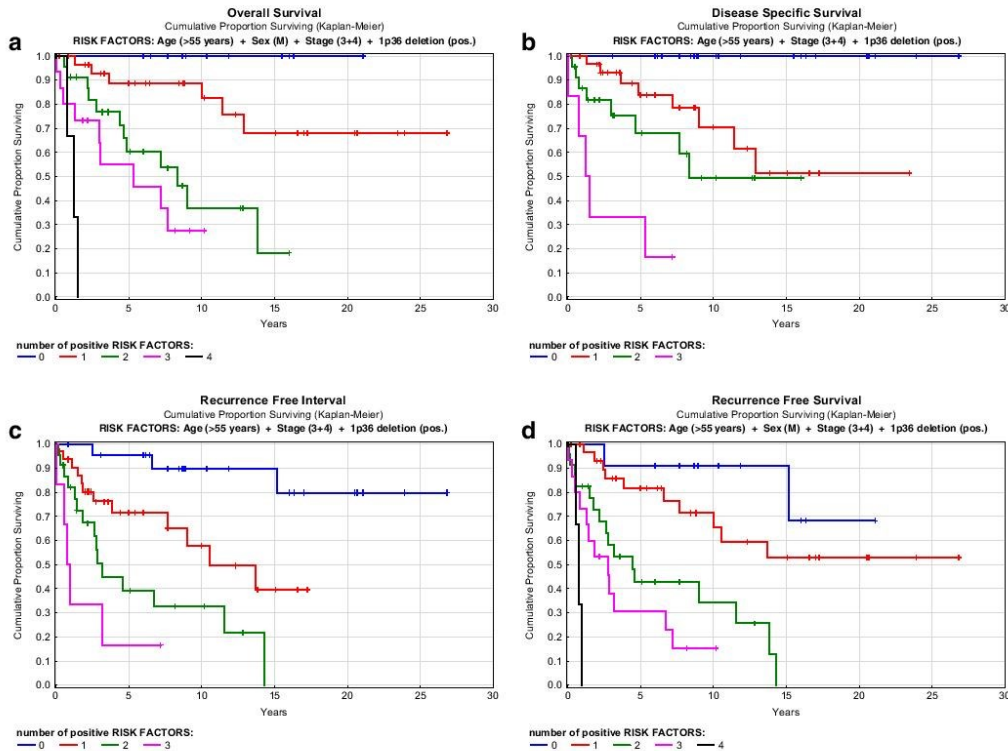 Overall Survival
Cumulative Proportion Surviving (Kaplan-Meier)
a
RISK FACTORS: Age (>55 years) + Sex (M) + Stage (3+4) + 1p36 deletion (pos.)
Cumulative Proportion Surviving
1.0
0.9
0.8
0.7
0.6
0.5
0.4
0.3
0.2
0.1
0.0
0 5 10 15 20 25 30
Years
number of positive RISK FACTORS:
0 1 2 3 4
Disease Specific Survival
Cumulative Proportion Surviving (Kaplan-Meier)
b
RISK FACTORS: Age (>55 years) + Stage (3+4) + 1p36 deletion (pos.)
Cumulative Proportion Surviving
1.0
0.9
0.8
0.7
0.6
0.5
0.4
0.3
0.2
0.1
0.0
0 5 10 15 20 25 30
Years
number of positive RISK FACTORS:
0 1 2 3
Recurrence Free Interval
Cumulative Proportion Surviving (Kaplan-Meier)
c
RISK FACTORS: Age (>55 years) + Stage (3+4) + 1p36 deletion (pos.)
Cumulative Proportion Surviving
1.0
0.9
0.8
0.7
0.6
0.5
0.4
0.3
0.2
0.1
0.0
0 5 10 15 20 25 30
Years
number of positive RISK FACTORS:
0 1 2 3
Recurrence Free Survival
Cumulative Proportion Surviving (Kaplan-Meier)
d
RISK FACTORS: Age (>55 years) + Sex (M) + Stage (3+4) + 1p36 deletion (pos.)
Cumulative Proportion Surviving
1.0
0.9
0.8
0.7
0.6
0.5
0.4
0.3
0.2
0.1
0.0
0 5 10 15 20 25 30
Years
number of positive RISK FACTORS:
0 1 2 3 4